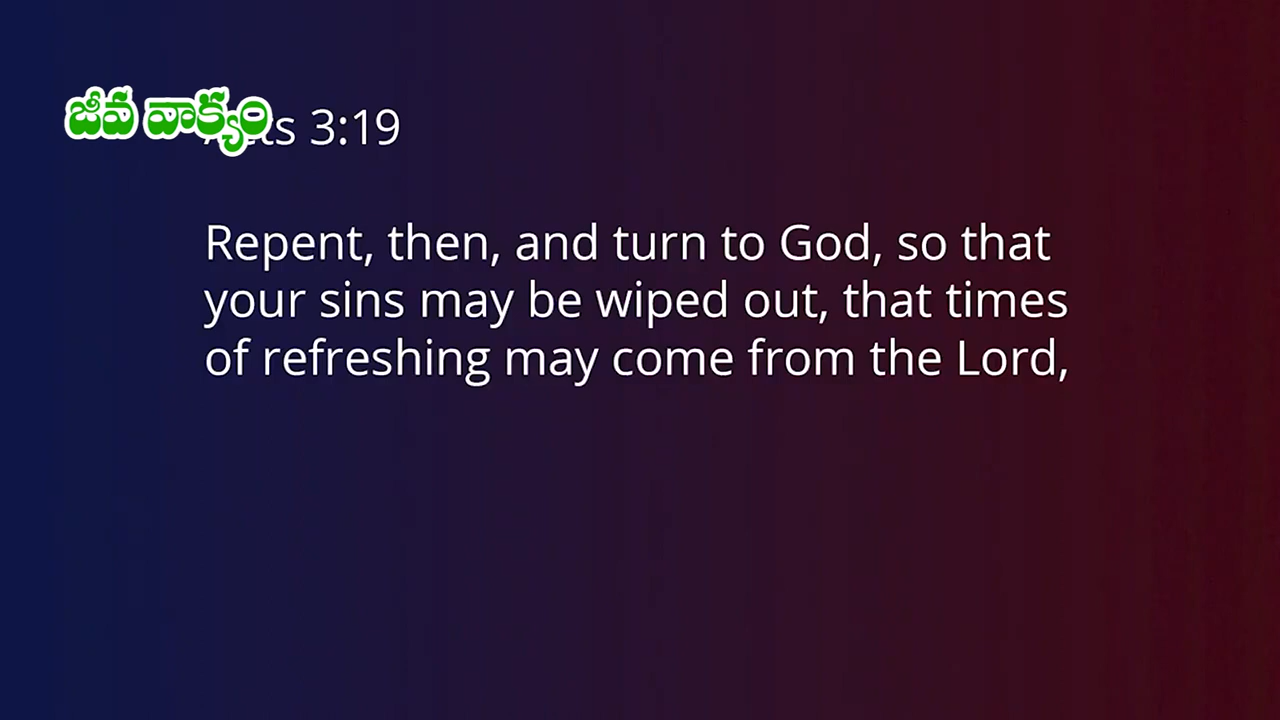 జీవ వాక్యం
Acts 3:19
Repent, then, and turn to God, so that
your sins may be wiped out, that times
of refreshing may come from the Lord,